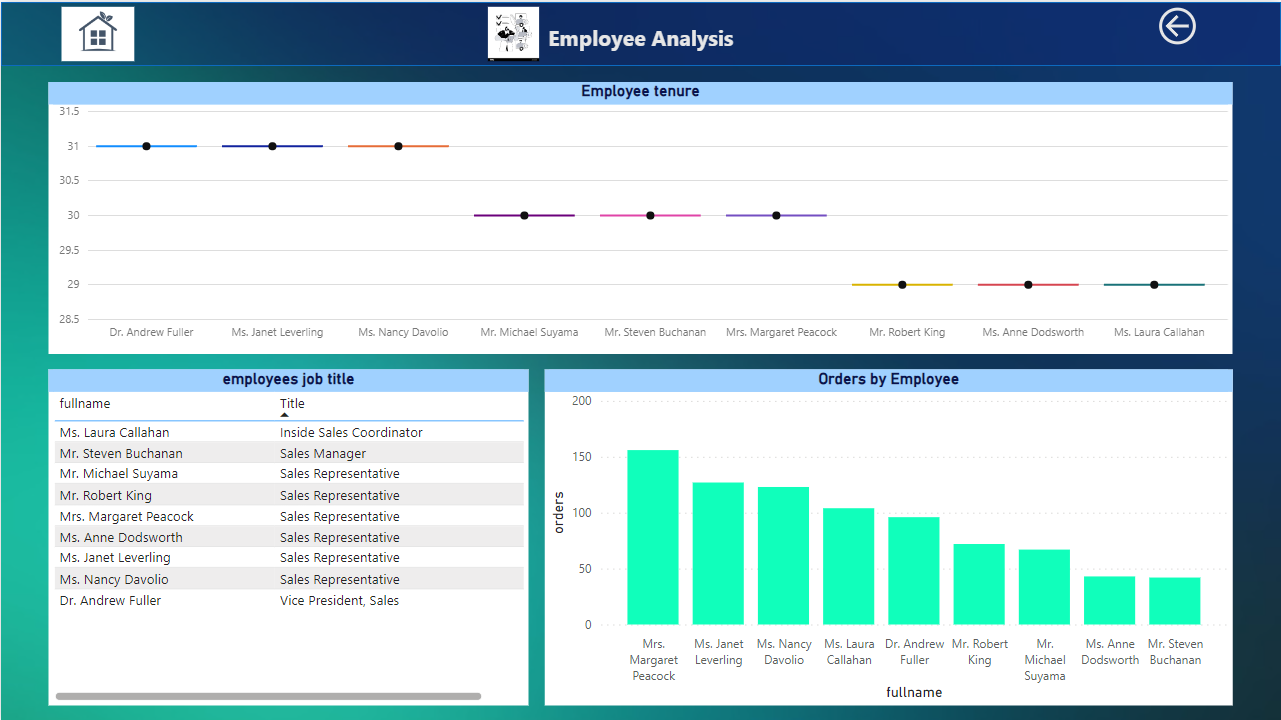 Employee Analysis
Employee tenure
31.5
31
30.5
30
29.5
29
28.5
Dr. Andrew Fuller Ms. Janet Leverling Ms. Nancy Davolio Mr. Michael Suyama Mr. Steven Buchanan Mrs. Margaret Peacock Mr. Robert King Ms. Anne Dodsworth Ms. Laura Callahan
employees job title
fullname Title
Ms. Laura Callahan Inside Sales Coordinator
Mr. Steven Buchanan Sales Manager
Mr. Michael Suyama Sales Representative
Mr. Robert King Sales Representative
Mrs. Margaret Peacock Sales Representative
Ms. Anne Dodsworth Sales Representative
Ms. Janet Leverling Sales Representative
Ms. Nancy Davolio Sales Representative
Dr. Andrew Fuller Vice President, Sales
Orders by Employee
orders
200
150
100
50
0
Mrs. Ms. Janet Ms. Nancy Ms. Laura Dr. Andrew Mr. Robert Mr. Ms. Anne Mr. Steven
Margaret Leverling Davolio Callahan Fuller King Michael Dodsworth Buchanan
Peacock Suyama
fullname